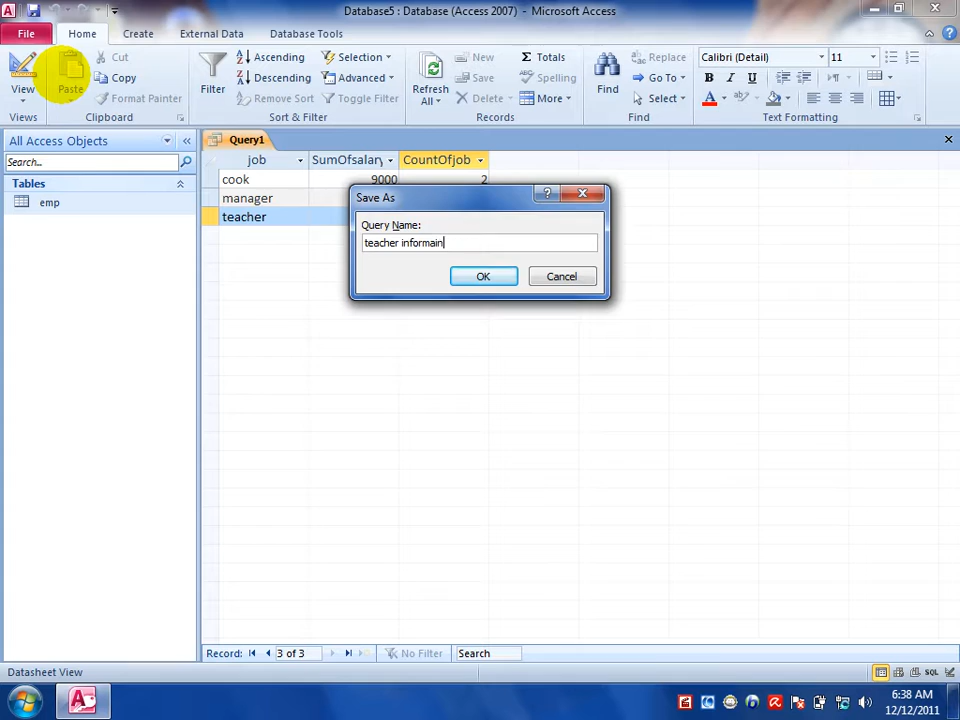 Database5 : Database (Access 2007) - Microsoft Access
File Home Create External Data Database Tools
View Paste Cut Copy Format Painter Filter Ascending Descending Remove Sort Selection Advanced Toggle Filter Refresh All New Save Delete Totals Spelling More Find Replace Go To Select Calibri (Detail) 11 B I U A ab
Views Clipboard Sort & Filter Records Find Text Formatting
All Access Objects Query1
Search... job SumOfsalary CountOfjob
Tables cook 9000 2
emp manager
teacher
Save As
Query Name:
teacher informain
OK Cancel
Record: 3 of 3 No Filter Search
Datasheet View SQL
6:38 AM
12/12/2011